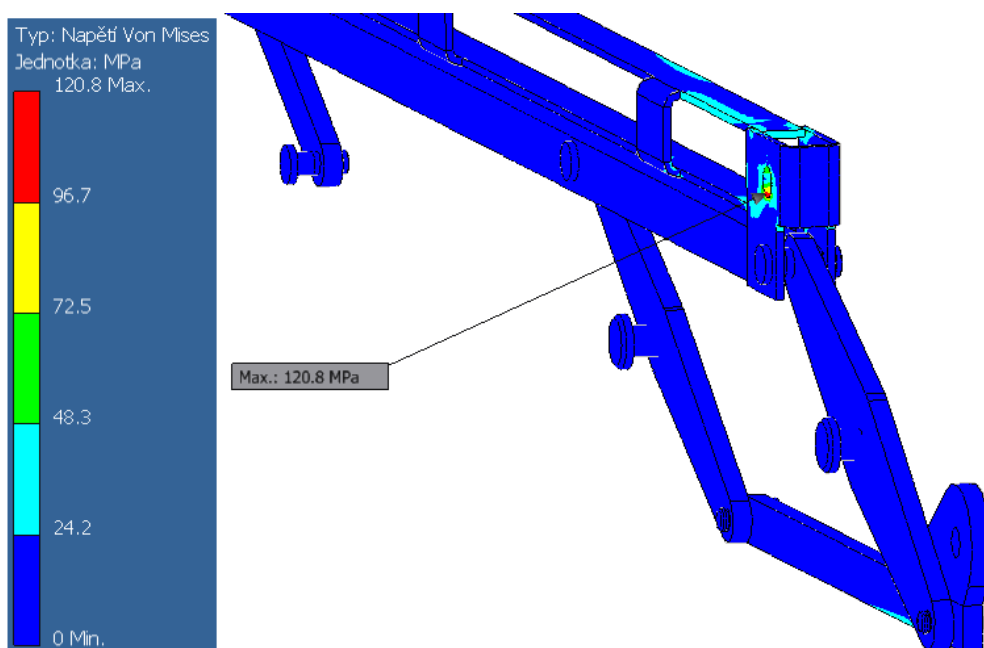 Typ: Napětí Von Mises
Jednotka: MPa
120.8 Max.
96.7
72.5
48.3
24.2
0 Min.
Max.: 120.8 MPa